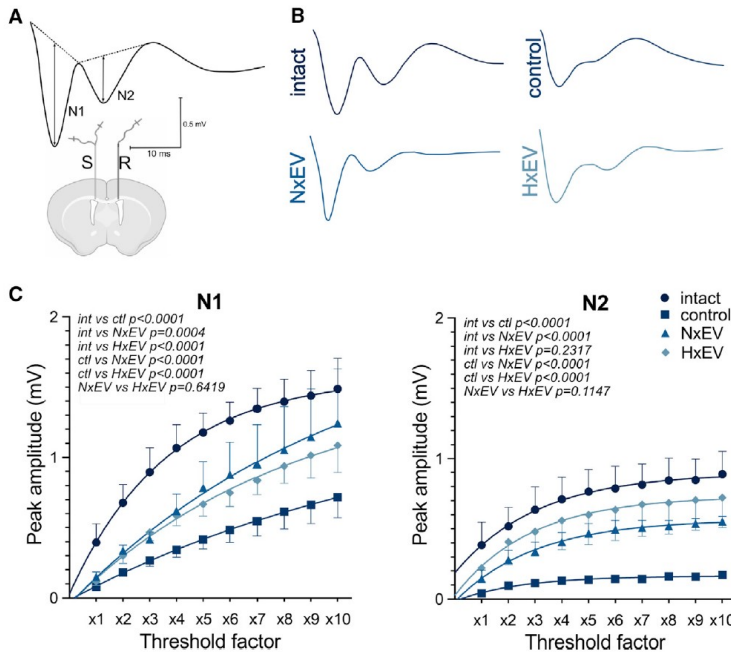 A
N1
N2
0.5 mV
10 ms
S
R
B
intact
control
NxEV
HxEV
C
N1
int vs ctl p<0.0001
int vs NxEV p=0.0004
int vs HxEV p<0.0001
ctl vs NxEV p<0.0001
ctl vs HxEV p<0.0001
NxEV vs HxEV p=0.6419
Peak amplitude (mV)
2
1
0
x1 x2 x3 x4 x5 x6 x7 x8 x9 x10
Threshold factor
N2
int vs ctl p<0.0001
int vs NxEV p<0.0001
int vs HxEV p=0.2317
ctl vs NxEV p<0.0001
ctl vs HxEV p<0.0001
NxEV vs HxEV p=0.1147
Peak amplitude (mV)
2
1
0
x1 x2 x3 x4 x5 x6 x7 x8 x9 x10
Threshold factor
intact
control
NxEV
HxEV